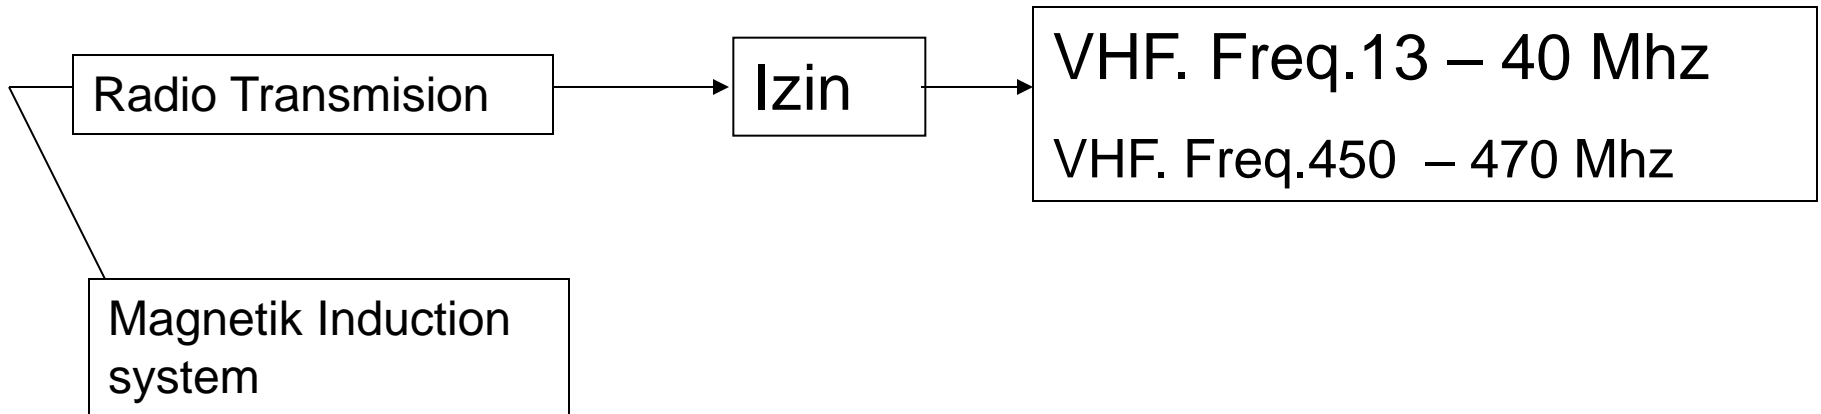 Radio Transmision
Izin
VHF. Freq.13 – 40 Mhz
VHF. Freq.450 – 470 Mhz
Magnetik Induction
system